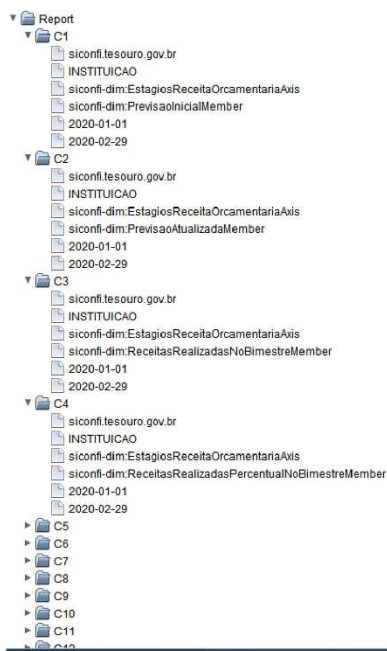 Report
C1
siconfi.tesouro.gov.br
INSTITUICAO
siconfi-dim:EstagiosReceitaOrcamentariaAxis
siconfi-dim:PrevisaoInicialMember
2020-01-01
2020-02-29
C2
siconfi.tesouro.gov.br
INSTITUICAO
siconfi-dim:EstagiosReceitaOrcamentariaAxis
siconfi-dim:PrevisaoAtualizadaMember
2020-01-01
2020-02-29
C3
siconfi.tesouro.gov.br
INSTITUICAO
siconfi-dim:EstagiosReceitaOrcamentariaAxis
siconfi-dim:ReceitasRealizadasNoBimestreMember
2020-01-01
2020-02-29
C4
siconfi.tesouro.gov.br
INSTITUICAO
siconfi-dim:EstagiosReceitaOrcamentariaAxis
siconfi-dim:ReceitasRealizadasPercentualNoBimestreMember
2020-01-01
2020-02-29
C5
C6
C7
C8
C9
C10
C11
C12